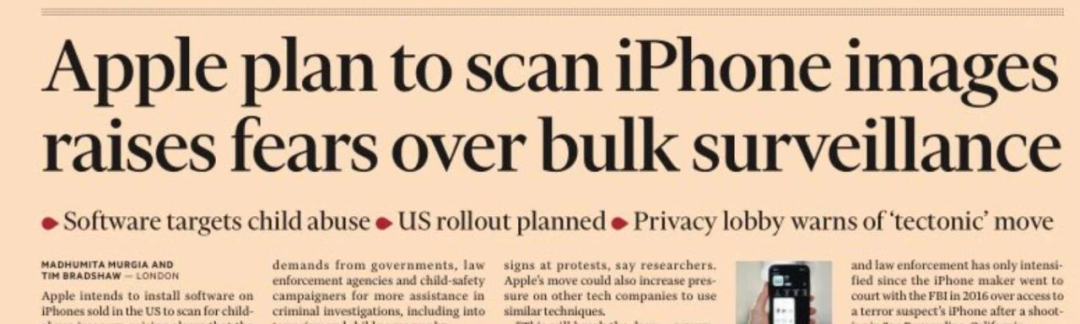 Apple plan to scan iPhone images
raises fears over bulk surveillance
Software targets child abuse US rollout planned Privacy lobby warns of ‘tectonic’ move
MADHUMITA MURGIA AND
TIM BRADSHAW — LONDON
Apple intends to install software on
iPhones sold in the US to scan for child-
demands from governments, law
enforcement agencies and child-safety
campaigners for more assistance in
criminal investigations, including into
signs at protests, say researchers.
Apple’s move could also increase pres-
sure on other tech companies to use
similar techniques.
and law enforcement has only intensi-
fied since the iPhone maker went to
court with the FBI in 2016 over access to
a terror suspect’s iPhone after a shoot-